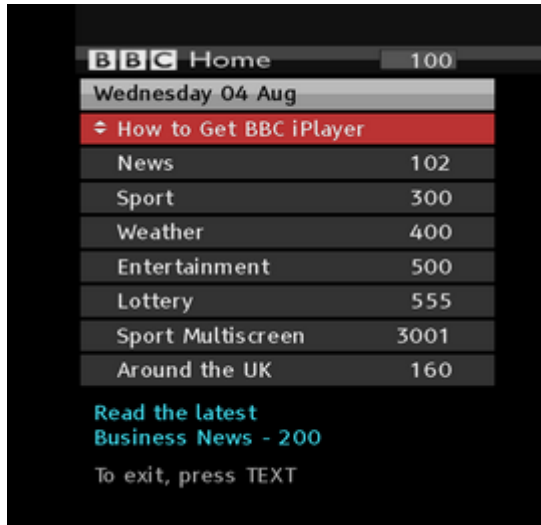 BBC Home 100
Wednesday 04 Aug
How to Get BBC iPlayer
News 102
Sport 300
Weather 400
Entertainment 500
Lottery 555
Sport Multiscreen 3001
Around the UK 160
Read the latest
Business News - 200
To exit, press TEXT